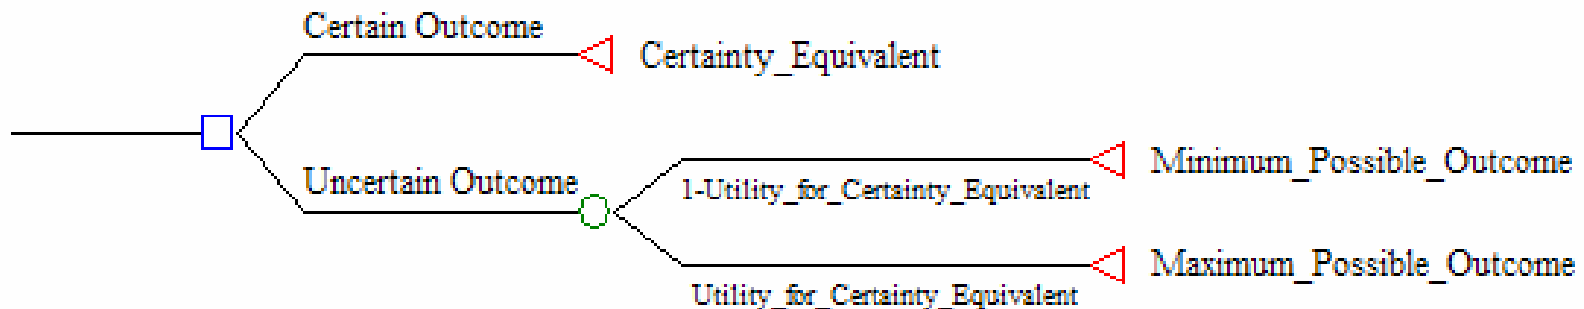 Certain Outcome
Certainty_Equivalent
Uncertain Outcome
Minimum_Possible_Outcome
1-Utility_for_Certainty_Equivalent
Maximum_Possible_Outcome
Utility_for_Certainty_Equivalent